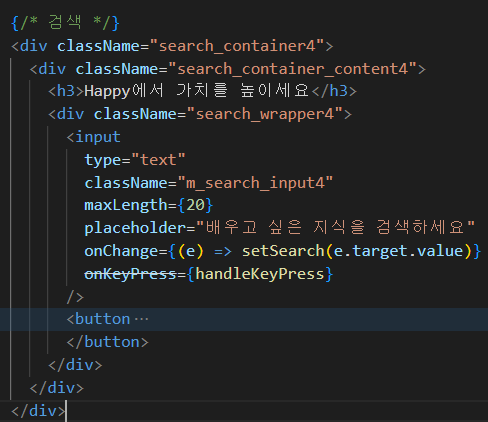 {/* 검색 */}
<div className="search_container4">
<div className="search_container_content4">
<h3>Happy에서 가치를 높이세요</h3>
<div className="search_wrapper4">
<input
type="text"
className="m_search_input4"
maxLength={20}
placeholder="배우고 싶은 지식을 검색하세요"
onChange={(e) => setSearch(e.target.value)}
onKeyPress={handleKeyPress}
/>
<button ···
</button>
</div>
</div>
</div>